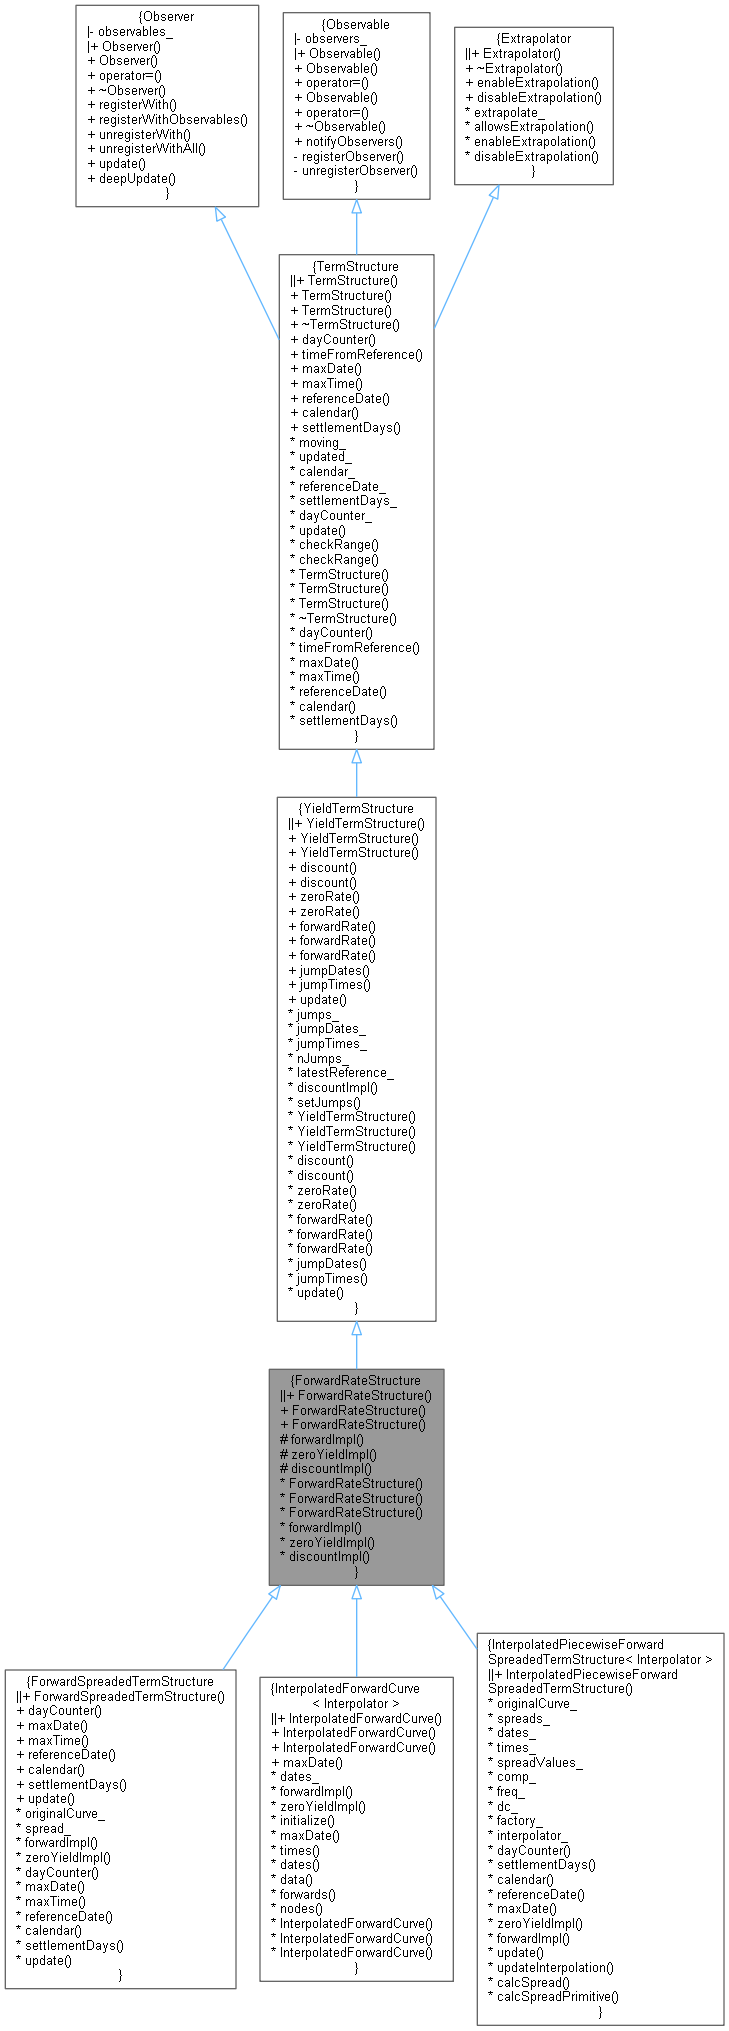 {Observer
|- observables_
|+ Observer()
+ Observer()
+ operator=()
+ ~Observer()
+ registerWith()
+ registerWithObservables()
+ unregisterWith()
+ unregisterWithAll()
+ update()
+ deepUpdate()
}
{Observable
|- observers_
|+ Observable()
+ Observable()
+ operator=()
+ Observable()
+ operator=()
+ ~Observable()
+ notifyObservers()
- registerObserver()
- unregisterObserver()
}
{Extrapolator
||+ Extrapolator()
+ ~Extrapolator()
+ enableExtrapolation()
+ disableExtrapolation()
* extrapolate_
* allowsExtrapolation()
* enableExtrapolation()
* disableExtrapolation()
}
{TermStructure
||+ TermStructure()
+ TermStructure()
+ TermStructure()
+ ~TermStructure()
+ dayCounter()
+ timeFromReference()
+ maxDate()
+ maxTime()
+ referenceDate()
+ calendar()
+ settlementDays()
* moving_
* updated_
* calendar_
* referenceDate_
* settlementDays_
* dayCounter_
* update()
* checkRange()
* checkRange()
* TermStructure()
* TermStructure()
* TermStructure()
* ~TermStructure()
* dayCounter()
* timeFromReference()
* maxDate()
* maxTime()
* referenceDate()
* calendar()
* settlementDays()
}
{YieldTermStructure
||+ YieldTermStructure()
+ YieldTermStructure()
+ YieldTermStructure()
+ discount()
+ discount()
+ zeroRate()
+ zeroRate()
+ forwardRate()
+ forwardRate()
+ forwardRate()
+ jumpDates()
+ jumpTimes()
+ update()
* jumps_
* jumpDates_
* jumpTimes_
* nJumps_
* latestReference_
* discountImpl()
* setJumps()
* YieldTermStructure()
* YieldTermStructure()
* YieldTermStructure()
* discount()
* discount()
* zeroRate()
* zeroRate()
* forwardRate()
* forwardRate()
* forwardRate()
* jumpDates()
* jumpTimes()
* update()
}
{ForwardRateStructure
||+ ForwardRateStructure()
+ ForwardRateStructure()
+ ForwardRateStructure()
# forwardImpl()
# zeroYieldImpl()
# discountImpl()
* ForwardRateStructure()
* ForwardRateStructure()
* ForwardRateStructure()
* forwardImpl()
* zeroYieldImpl()
* discountImpl()
}
{ForwardSpreadedTermStructure
||+ ForwardSpreadedTermStructure()
+ dayCounter()
+ maxDate()
+ maxTime()
+ referenceDate()
+ calendar()
+ settlementDays()
+ update()
* originalCurve_
* spread_
* forwardImpl()
* zeroYieldImpl()
* dayCounter()
* maxDate()
* maxTime()
* referenceDate()
* calendar()
* settlementDays()
* update()
}
{InterpolatedForwardCurve
< Interpolator >
||+ InterpolatedForwardCurve()
+ InterpolatedForwardCurve()
+ InterpolatedForwardCurve()
+ maxDate()
* dates_
* forwardImpl()
* zeroYieldImpl()
* initialize()
* maxDate()
* times()
* dates()
* data()
* forwards()
* nodes()
* InterpolatedForwardCurve()
* InterpolatedForwardCurve()
* InterpolatedForwardCurve()
}
{InterpolatedPiecewiseForward
SpreadedTermStructure< Interpolator >
||+ InterpolatedPiecewiseForward
SpreadedTermStructure()
* originalCurve_
* spreads_
* dates_
* times_
* spreadValues_
* comp_
* freq_
* dc_
* factory_
* interpolator_
* dayCounter()
* settlementDays()
* calendar()
* referenceDate()
* maxDate()
* zeroYieldImpl()
* forwardImpl()
* update()
* updateInterpolation()
* calcSpread()
* calcSpreadPrimitive()
}